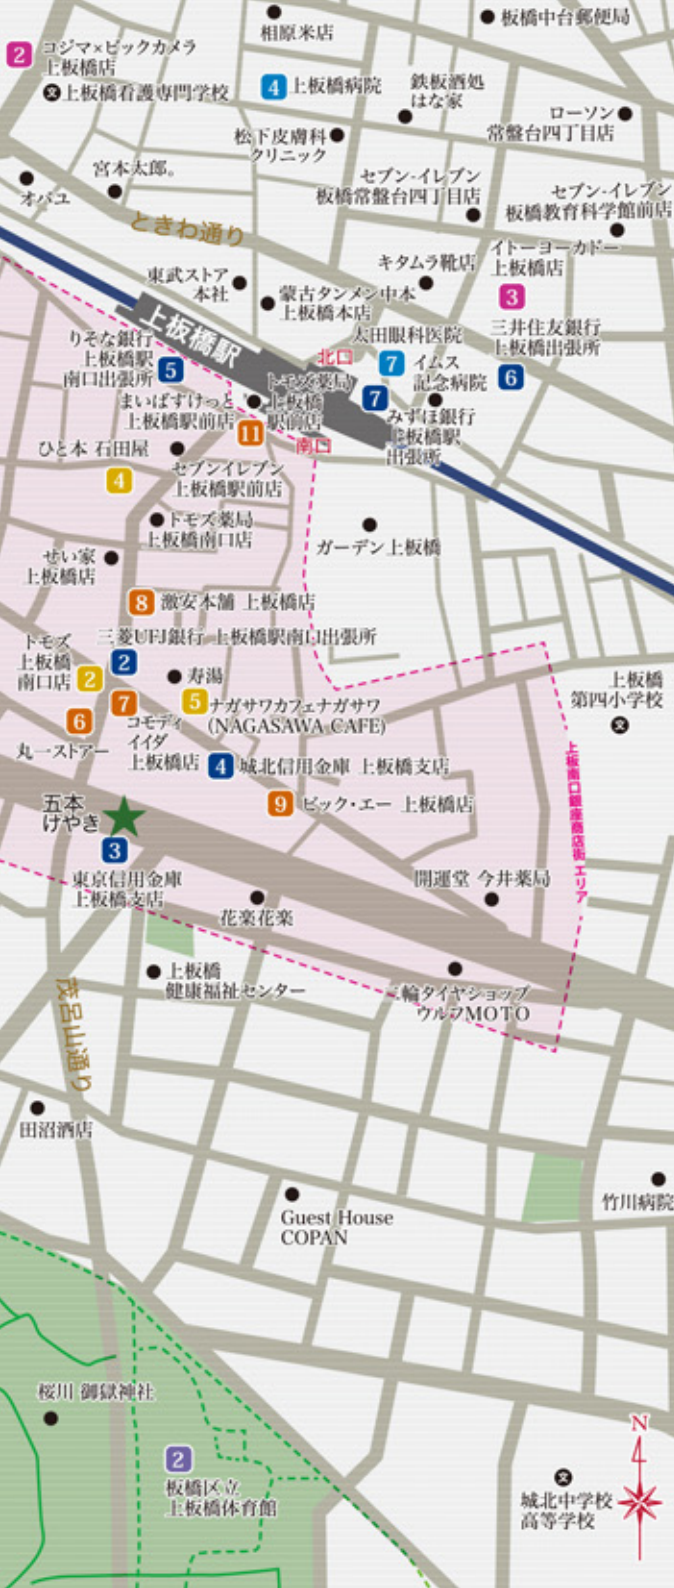 相原米店
板橋中台郵便局
2
コジマ×ビックカメラ
上板橋店
文
上板橋看護専門学校
4
上板橋病院
鉄板酒処
はな家
ローソン
常盤台四丁目店
松下皮膚科
クリニック
宮本太郎。
オバユ
セブン-イレブン
板橋常盤台四丁目店
セブン-イレブン
板橋教育科学館前店
ときわ通り
イトーヨーカドー
上板橋店
3
キタムラ靴店
東武ストア
本社
蒙古タンメン中本
上板橋本店
上板橋駅
太田眼科医院
7
三井住友銀行
上板橋出張所
6
北口
イムス
記念病院
りそな銀行
上板橋駅
南口出張所
5
トモズ薬局
上板橋
駅前店
7
みずほ銀行
上板橋駅
出張所
まいばすけっと
上板橋駅前店
11
南口
ひと本 石田屋
4
セブンイレブン
上板橋駅前店
トモズ薬局
上板橋南口店
ガーデン上板橋
せい家
上板橋店
8
激安本舗 上板橋店
三菱UFJ銀行 上板橋駅南口出張所
2
トモズ
上板橋
南口店
2
寿湯
5
ナガサワカフェナガサワ
(NAGASAWA CAFE)
7
コモディ
イイダ
上板橋店
6
丸一ストアー
上板橋
第四小学校
文
4
城北信用金庫 上板橋支店
上板南口銀座商店街 エリア
9
ビック・エー 上板橋店
五本
けやき
3
東京信用金庫
上板橋支店
開運堂 今井薬局
花楽花楽
上板橋
健康福祉センター
二輪タイヤショップ
ウルフMOTO
茂呂山通り
田沼酒店
竹川病院
Guest House
COPAN
桜川 御嶽神社
2
板橋区立
上板橋体育館
N
文
城北中学校
高等学校